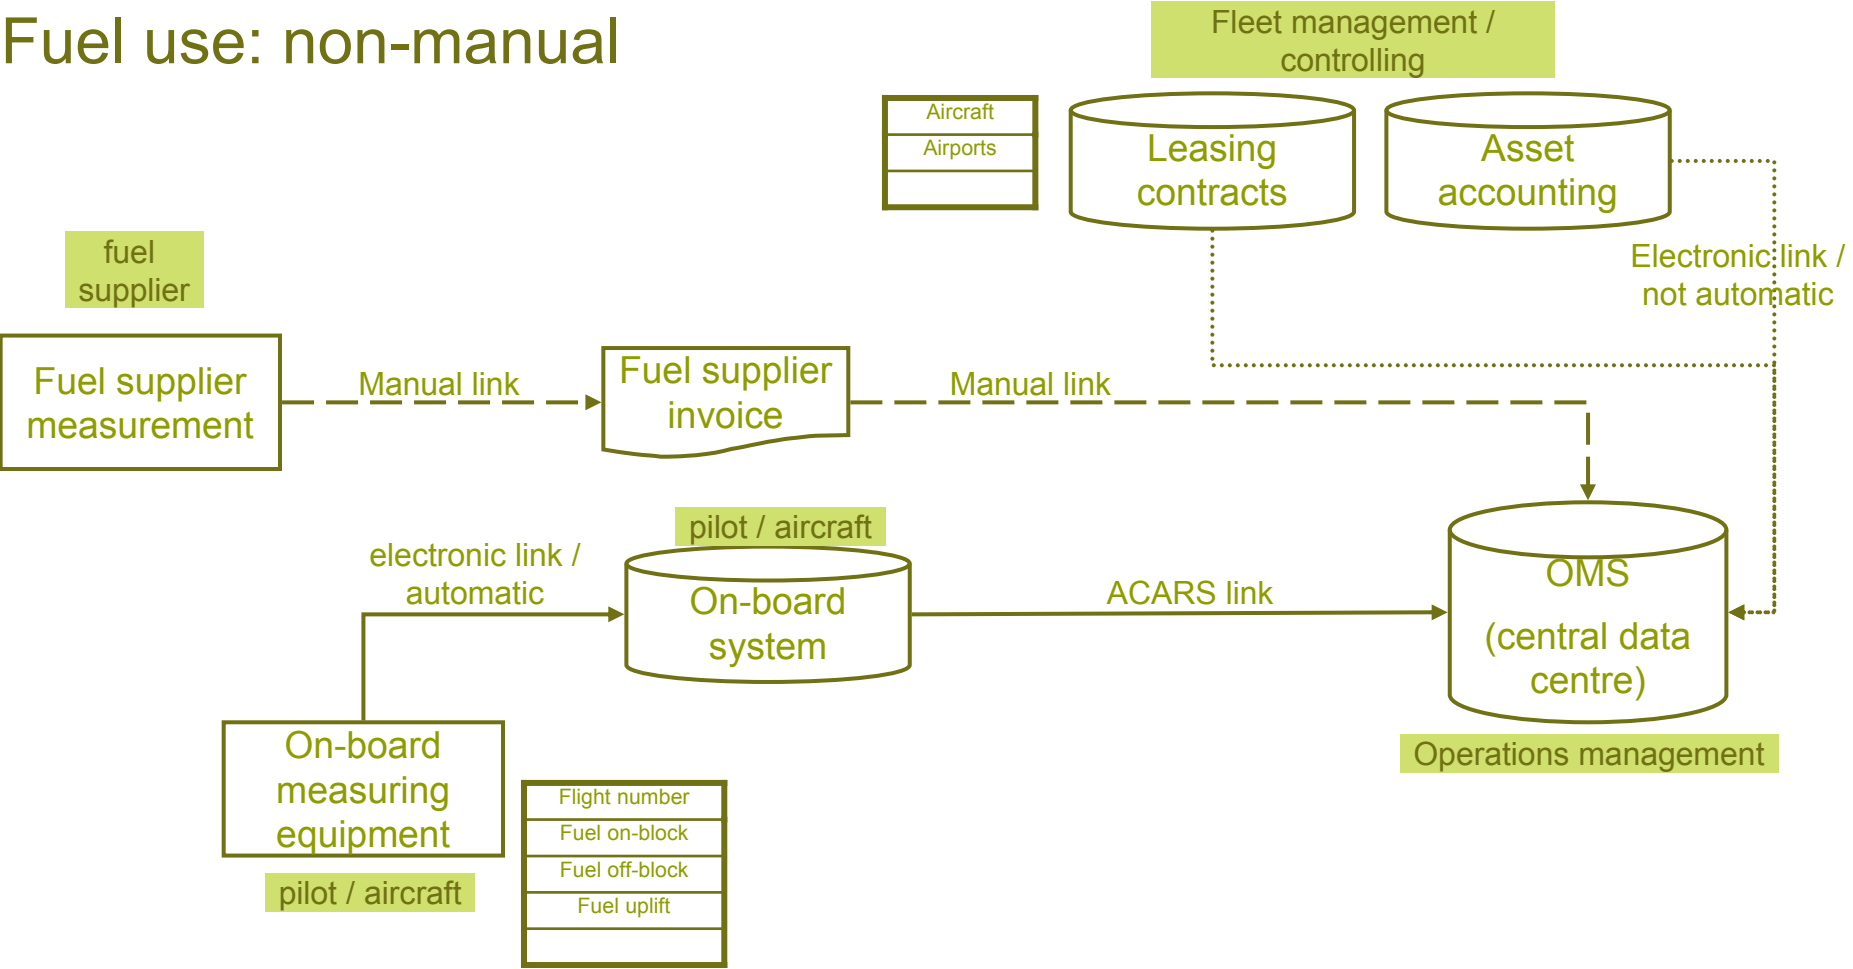 Fuel use: non-manual
Fleet management /
controlling
Aircraft
Airports
Leasing
contracts
Asset
accounting
Electronic link /
not automatic
fuel
supplier
Fuel supplier
measurement
Manual link
Fuel supplier
invoice
Manual link
pilot / aircraft
electronic link /
automatic
On-board
system
ACARS link
OMS
(central data
centre)
Operations management
On-board
measuring
equipment
pilot / aircraft
Flight number
Fuel on-block
Fuel off-block
Fuel uplift